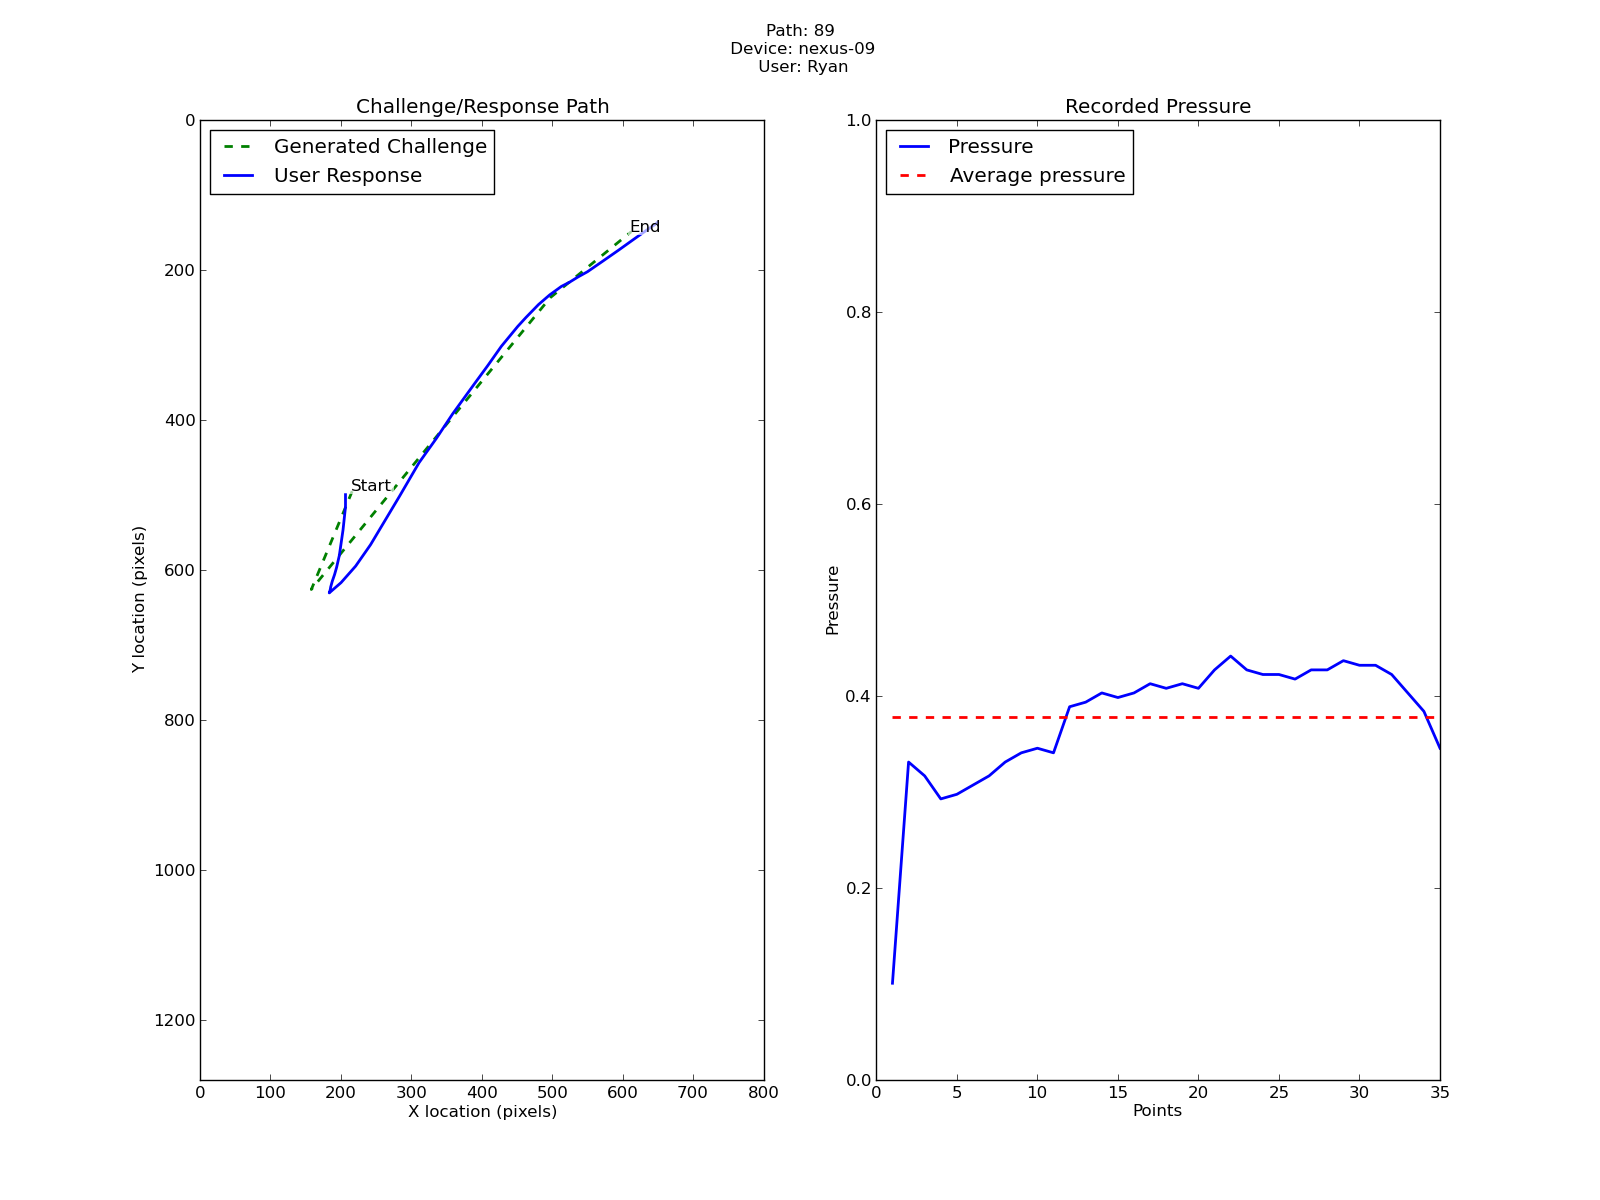 Path: 89
Device: nexus-09
User: Ryan
Challenge/Response Path
Generated Challenge
User Response
End
Start
0
200
400
600
800
1000
1200
Y location (pixels)
0 100 200 300 400 500 600 700 800
X location (pixels)
Recorded Pressure
Pressure
Average pressure
1.0
0.8
0.6
0.4
0.2
0.0
Pressure
0 5 10 15 20 25 30 35
Points